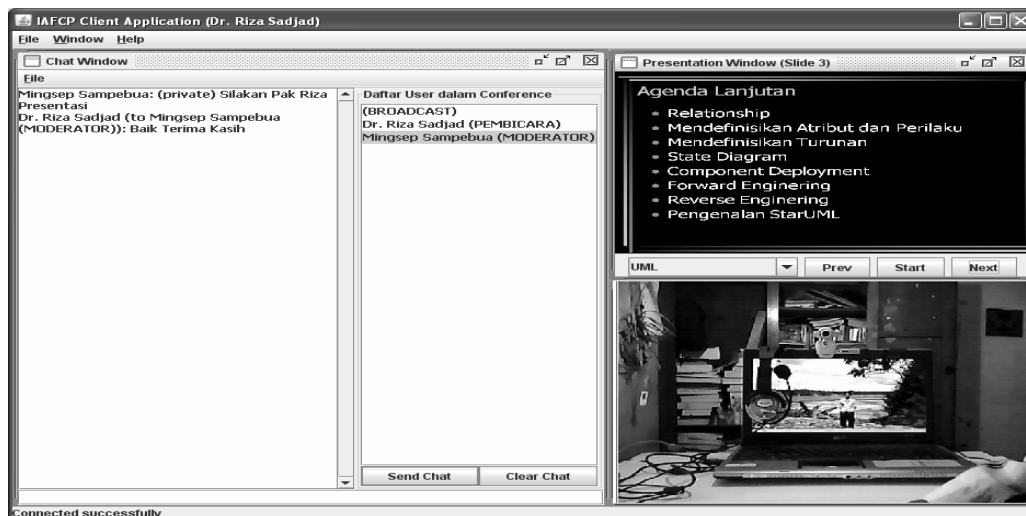 IAFCP Client Application (Dr. Riza Sadjad)
File Window Help
Chat Window
File
Mingsep Sampebua: (private) Silakan Pak Riza
Presentasi
Dr. Riza Sadjad (to Mingsep Sampebua
(MODERATOR)): Baik Terima Kasih
Daftar User dalam Conference
(BROADCAST)
Dr. Riza Sadjad (PEMBICARA)
Mingsep Sampebua (MODERATOR)
Send Chat Clear Chat
Presentation Window (Slide 3)
Agenda Lanjutan
Relationship
Mendefinisikan Atribut dan Perilaku
Mendefinisikan Turunan
State Diagram
Component Deployment
Forward Enginering
Reverse Enginering
Pengenalan StarUML
UML Prev Start Next
Connected successfully